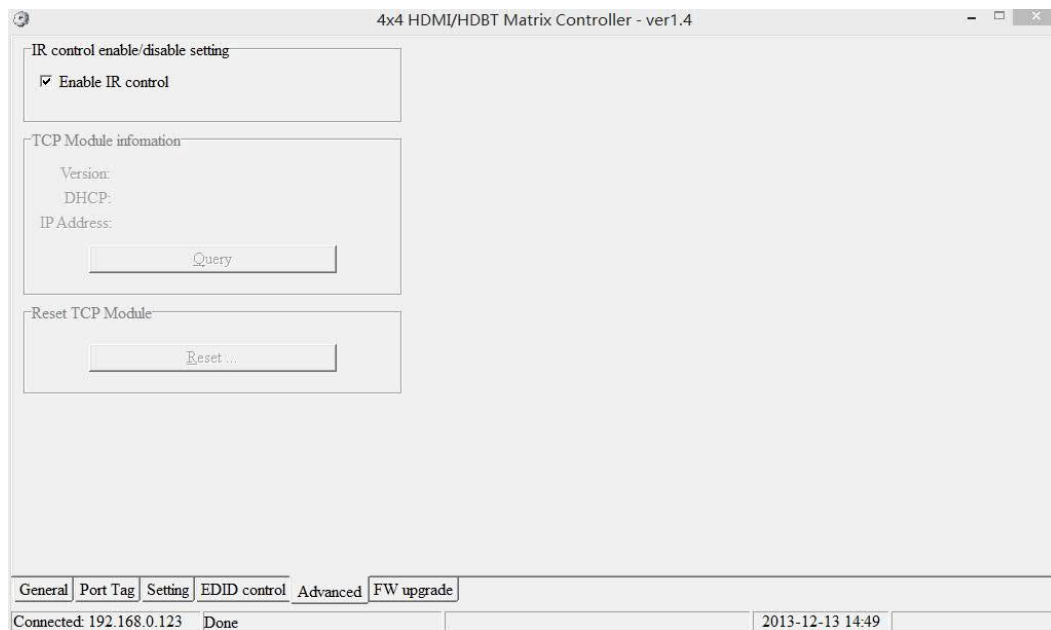 4x4 HDMI/HDBT Matrix Controller - ver1.4
IR control enable/disable setting
Enable IR control
TCP Module infomation
Version:
DHCP:
IP Address:
Query
Reset TCP Module
Reset ...
General Port Tag Setting EDID control Advanced FW upgrade
Connected: 192.168.0.123 Done 2013-12-13 14:49